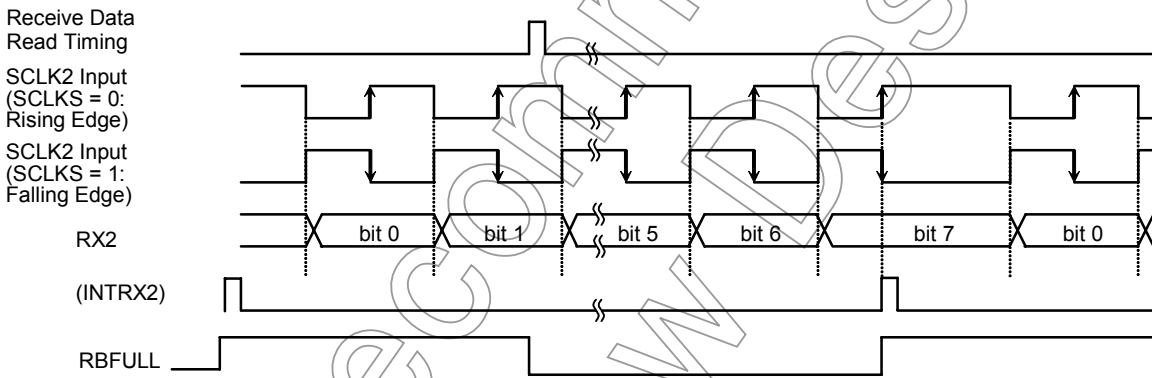 Receive Data
Read Timing
SCLK2 Input
(SCLKS = 0:
Rising Edge)
SCLK2 Input
(SCLKS = 1:
Falling Edge)
RX2
bit 0
bit 1
bit 5
bit 6
bit 7
bit 0
(INTRX2)
RBFULL